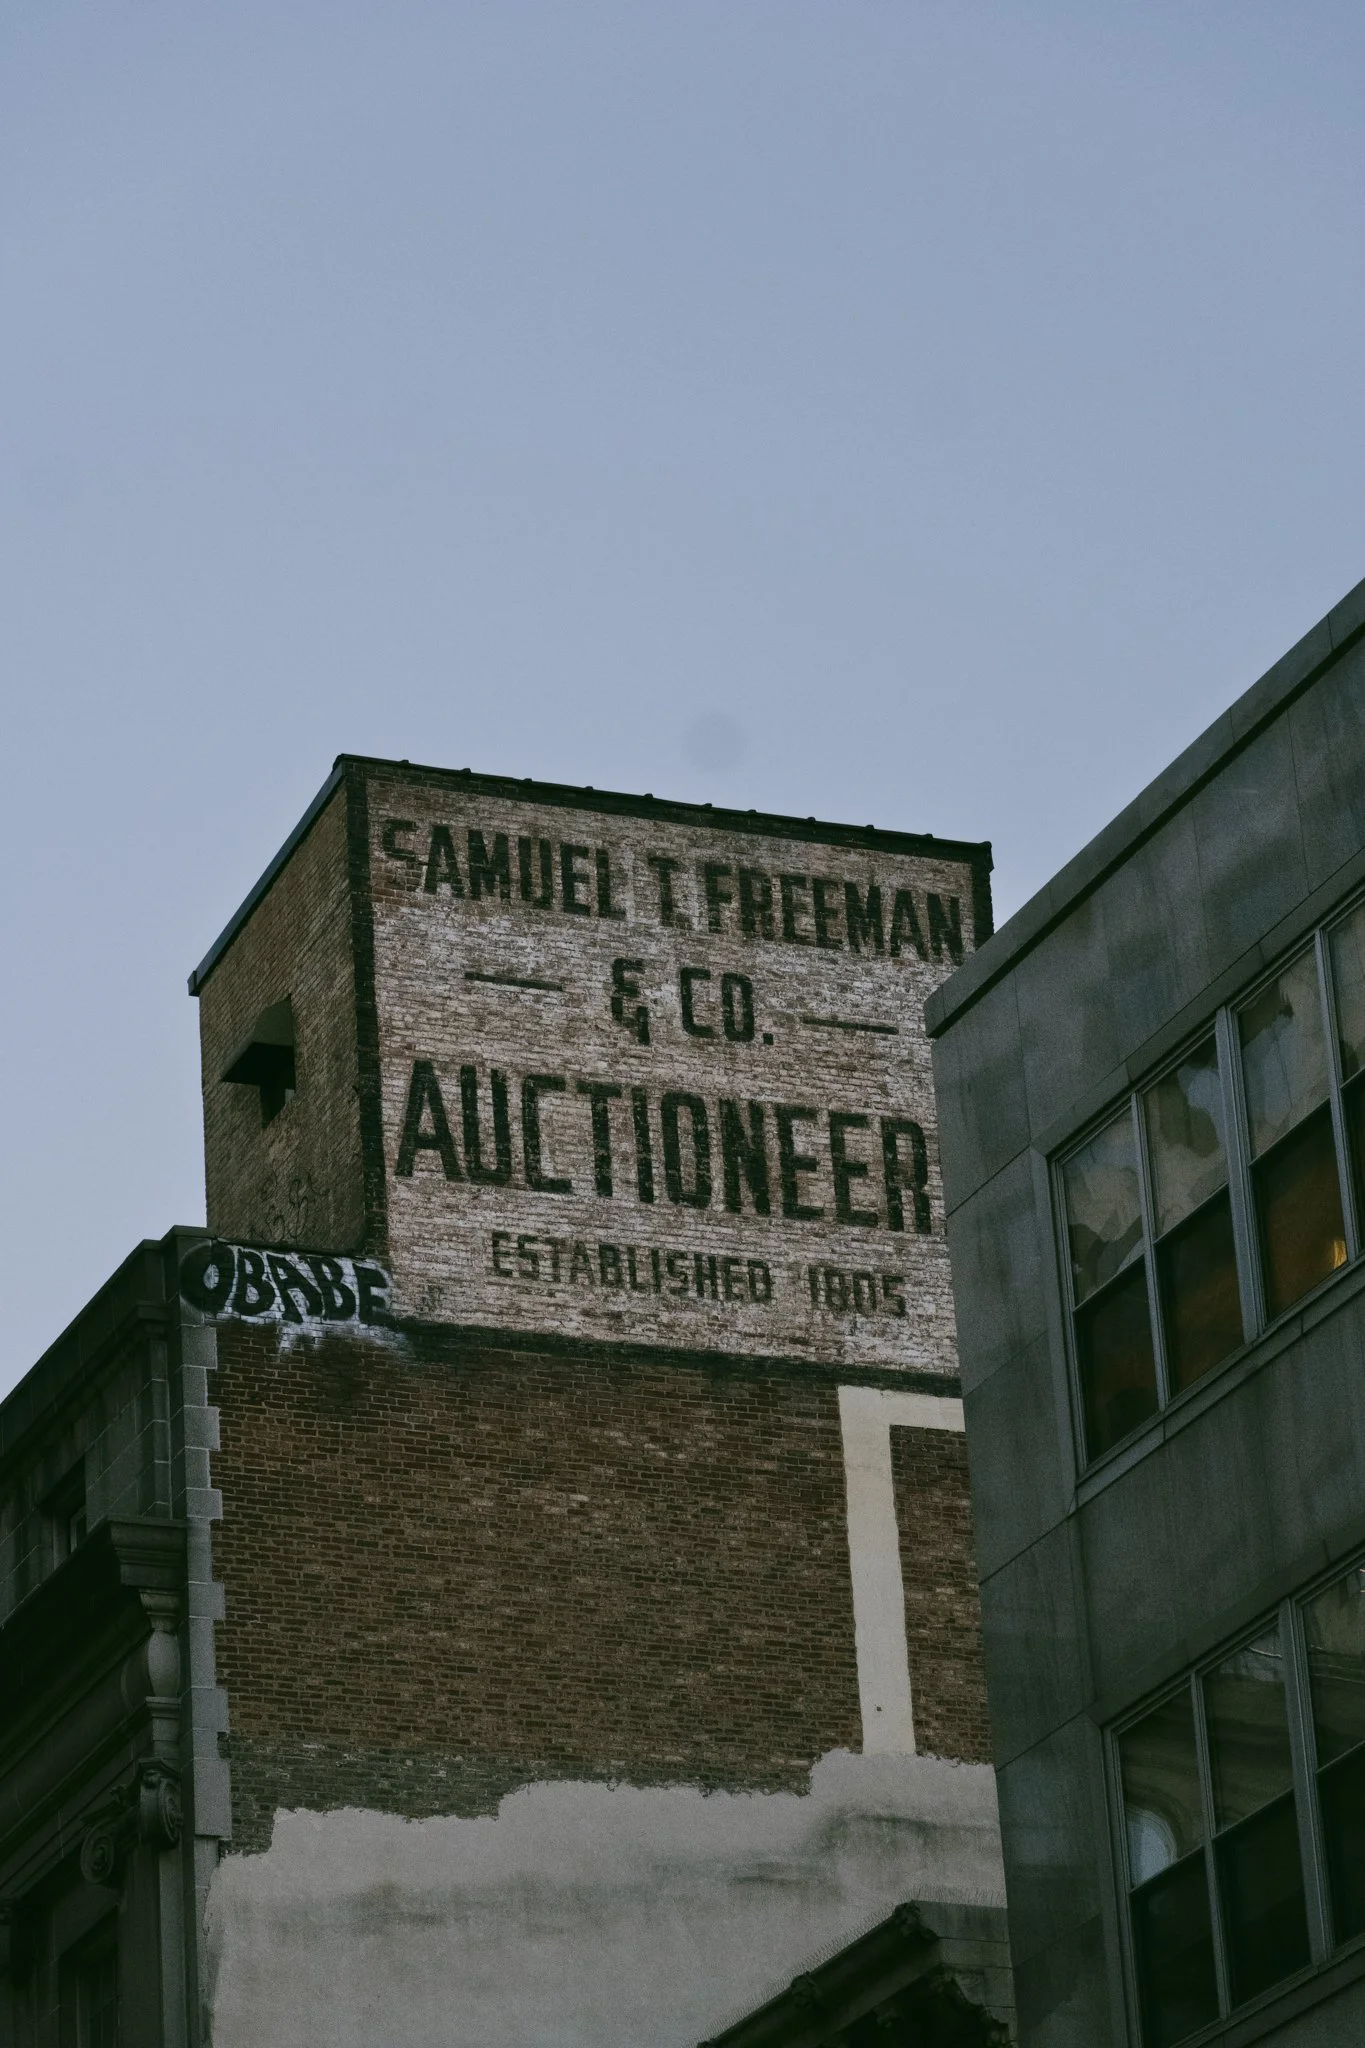 SAMUEL T. FREEMAN
— & CO. —
AUCTIONEER
ESTABLISHED 1805
OBABE